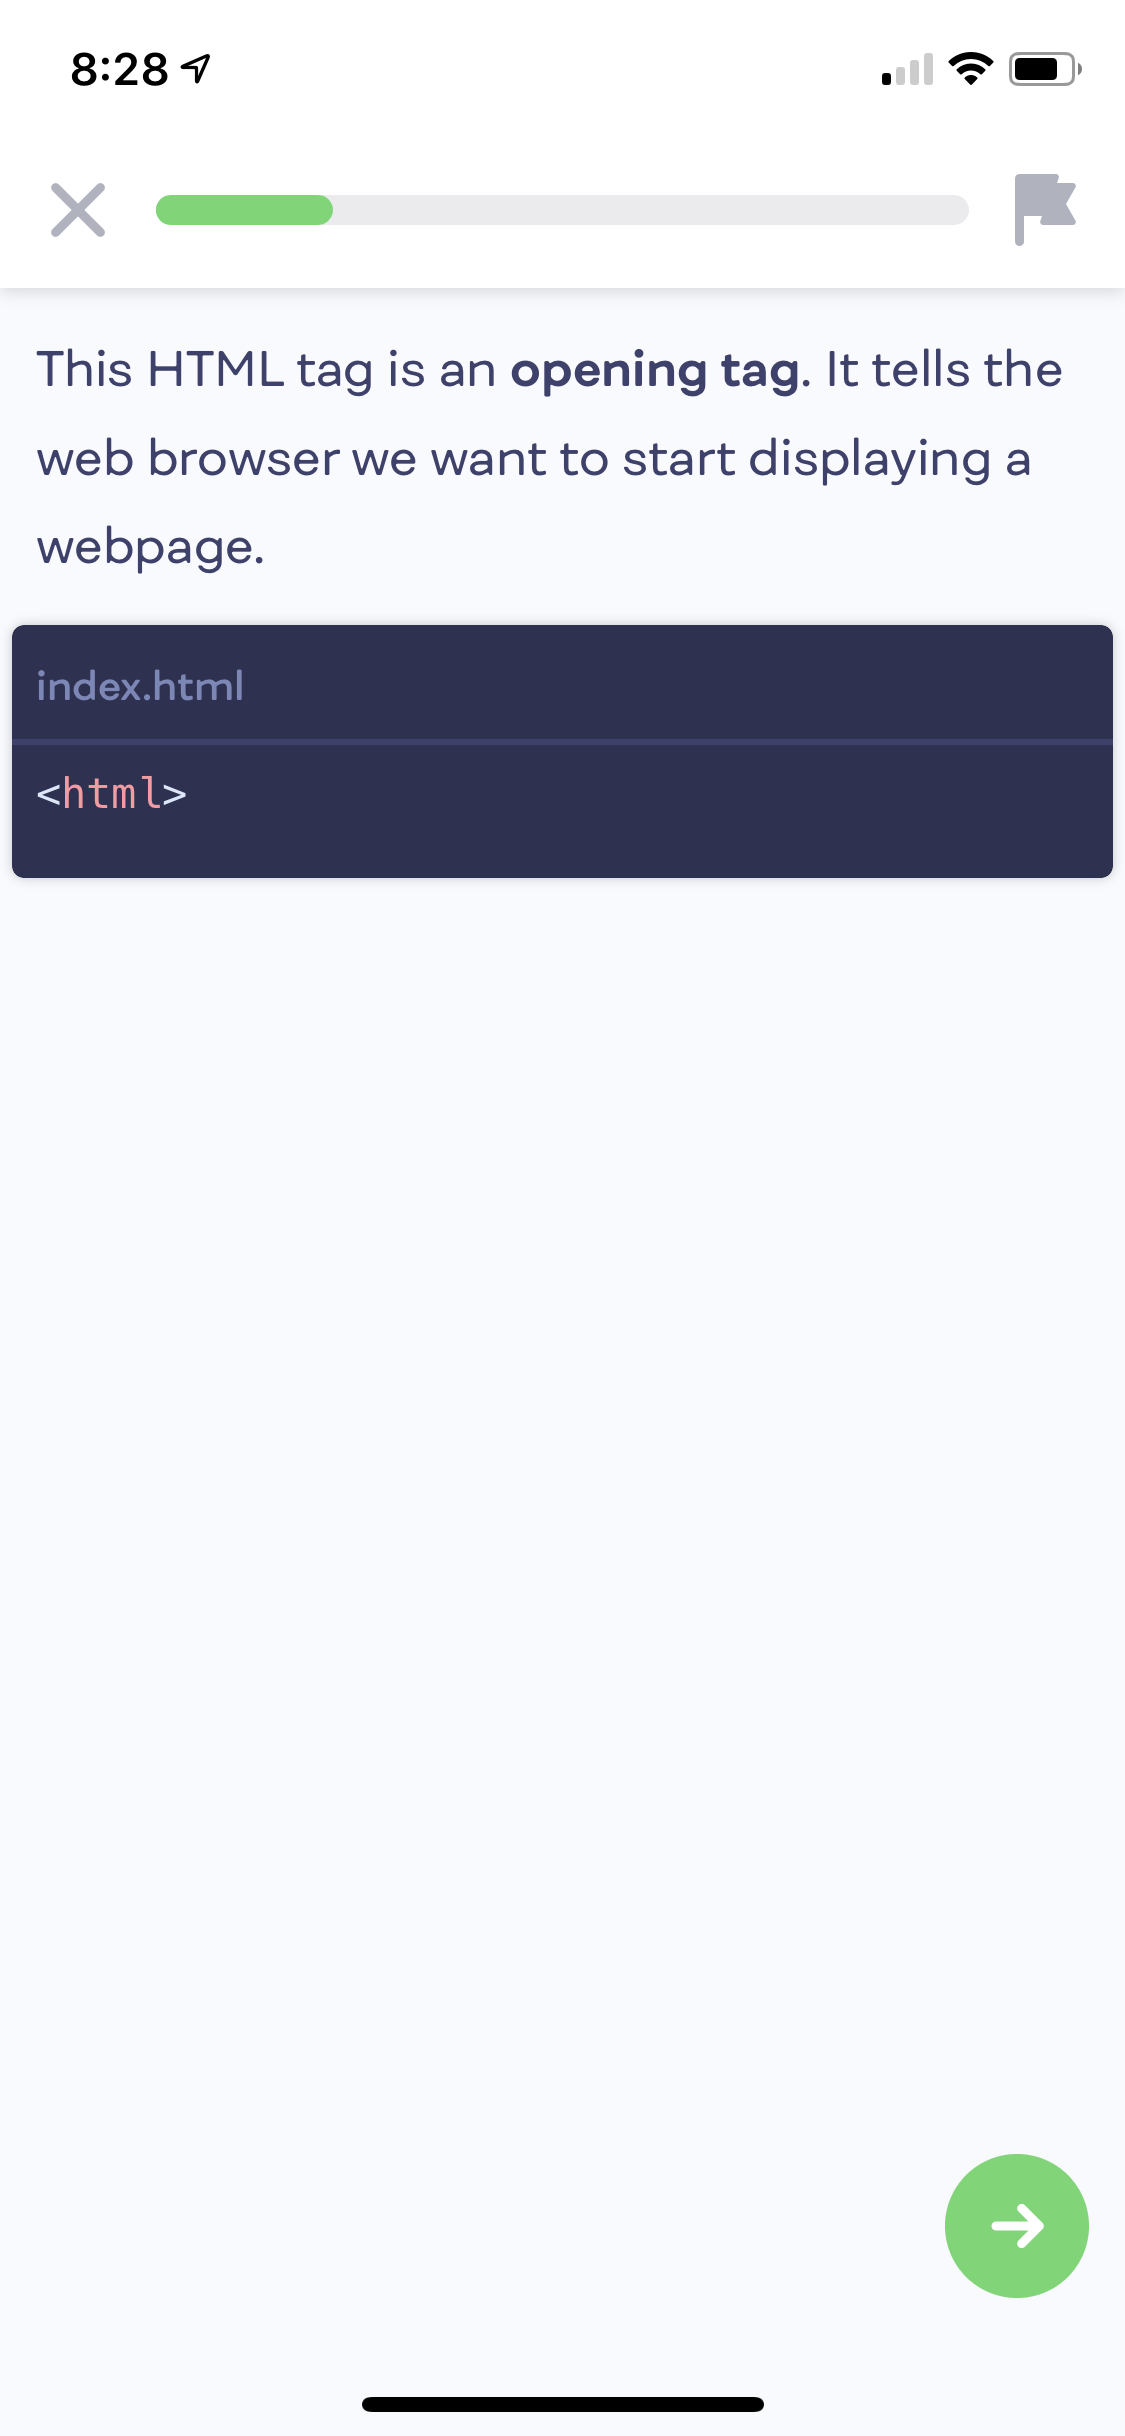 8:28
This HTML tag is an opening tag. It tells the
web browser we want to start displaying a
webpage.
index.html
<html>